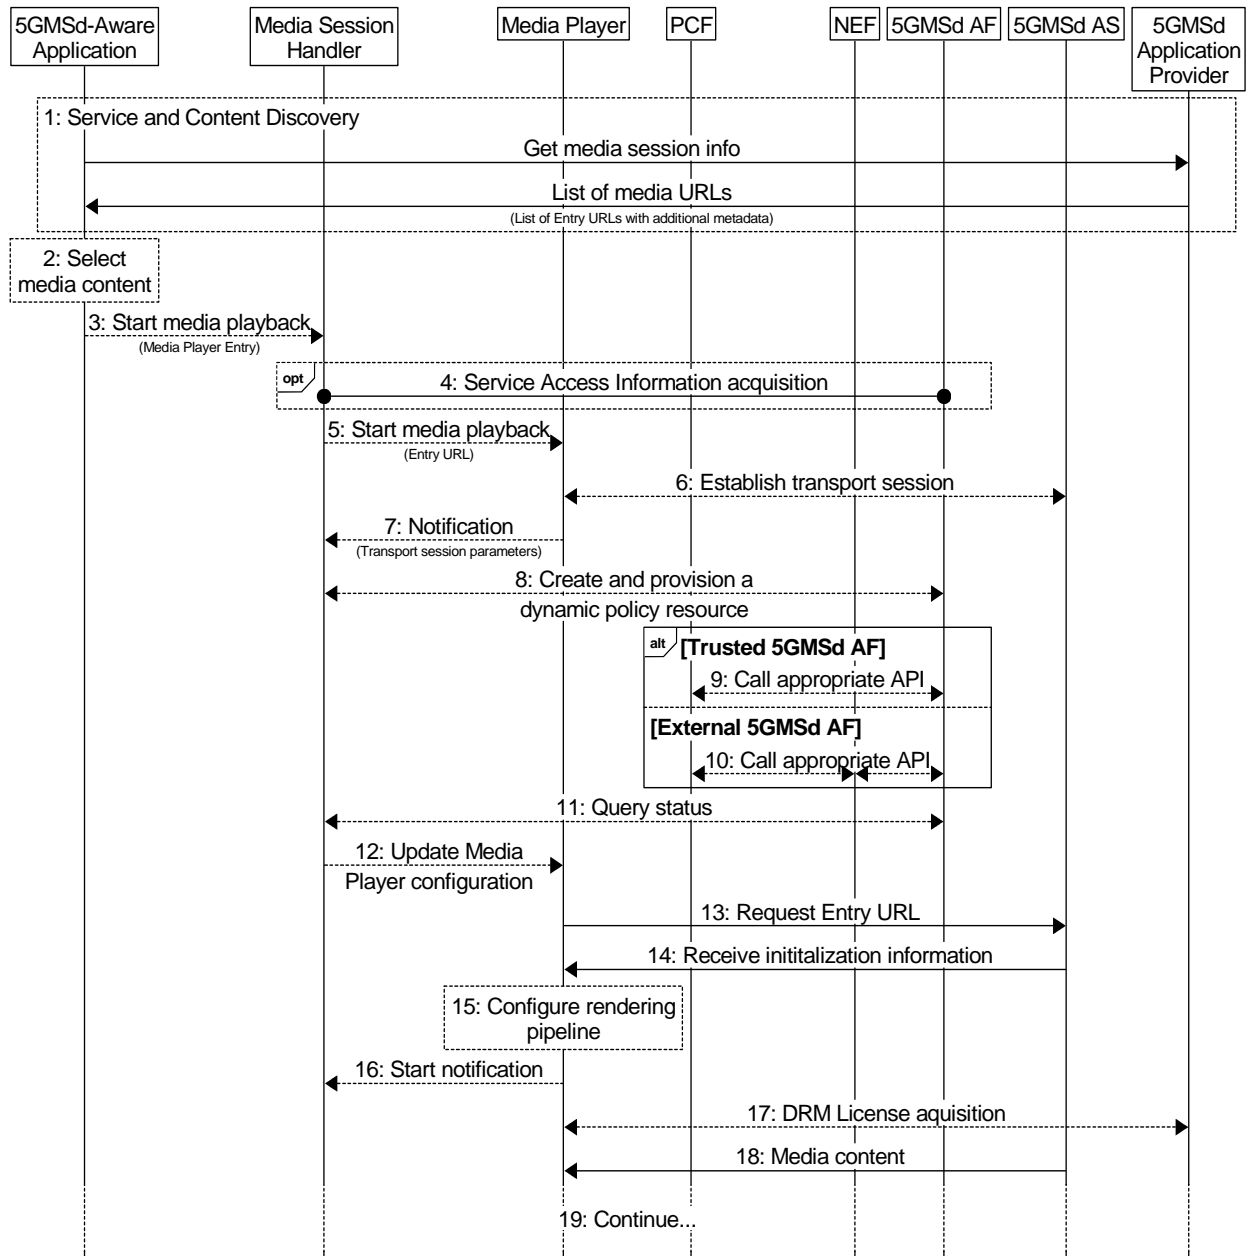 5GMSd-Aware
Application
Media Session
Handler
Media Player
PCF
NEF
5GMSd AF
5GMSd AS
5GMSd
Application
Provider
1: Service and Content Discovery
Get media session info
List of media URLs
(List of Entry URLs with additional metadata)
2: Select
media content
3: Start media playback
(Media Player Entry)
opt
4: Service Access Information acquisition
5: Start media playback
(Entry URL)
6: Establish transport session
7: Notification
(Transport session parameters)
8: Create and provision a
dynamic policy resource
alt
[Trusted 5GMSd AF]
9: Call appropriate API
[External 5GMSd AF]
10: Call appropriate API
11: Query status
12: Update Media
Player configuration
13: Request Entry URL
14: Receive inititalization information
15: Configure rendering
pipeline
16: Start notification
17: DRM License aquisition
18: Media content
19: Continue...